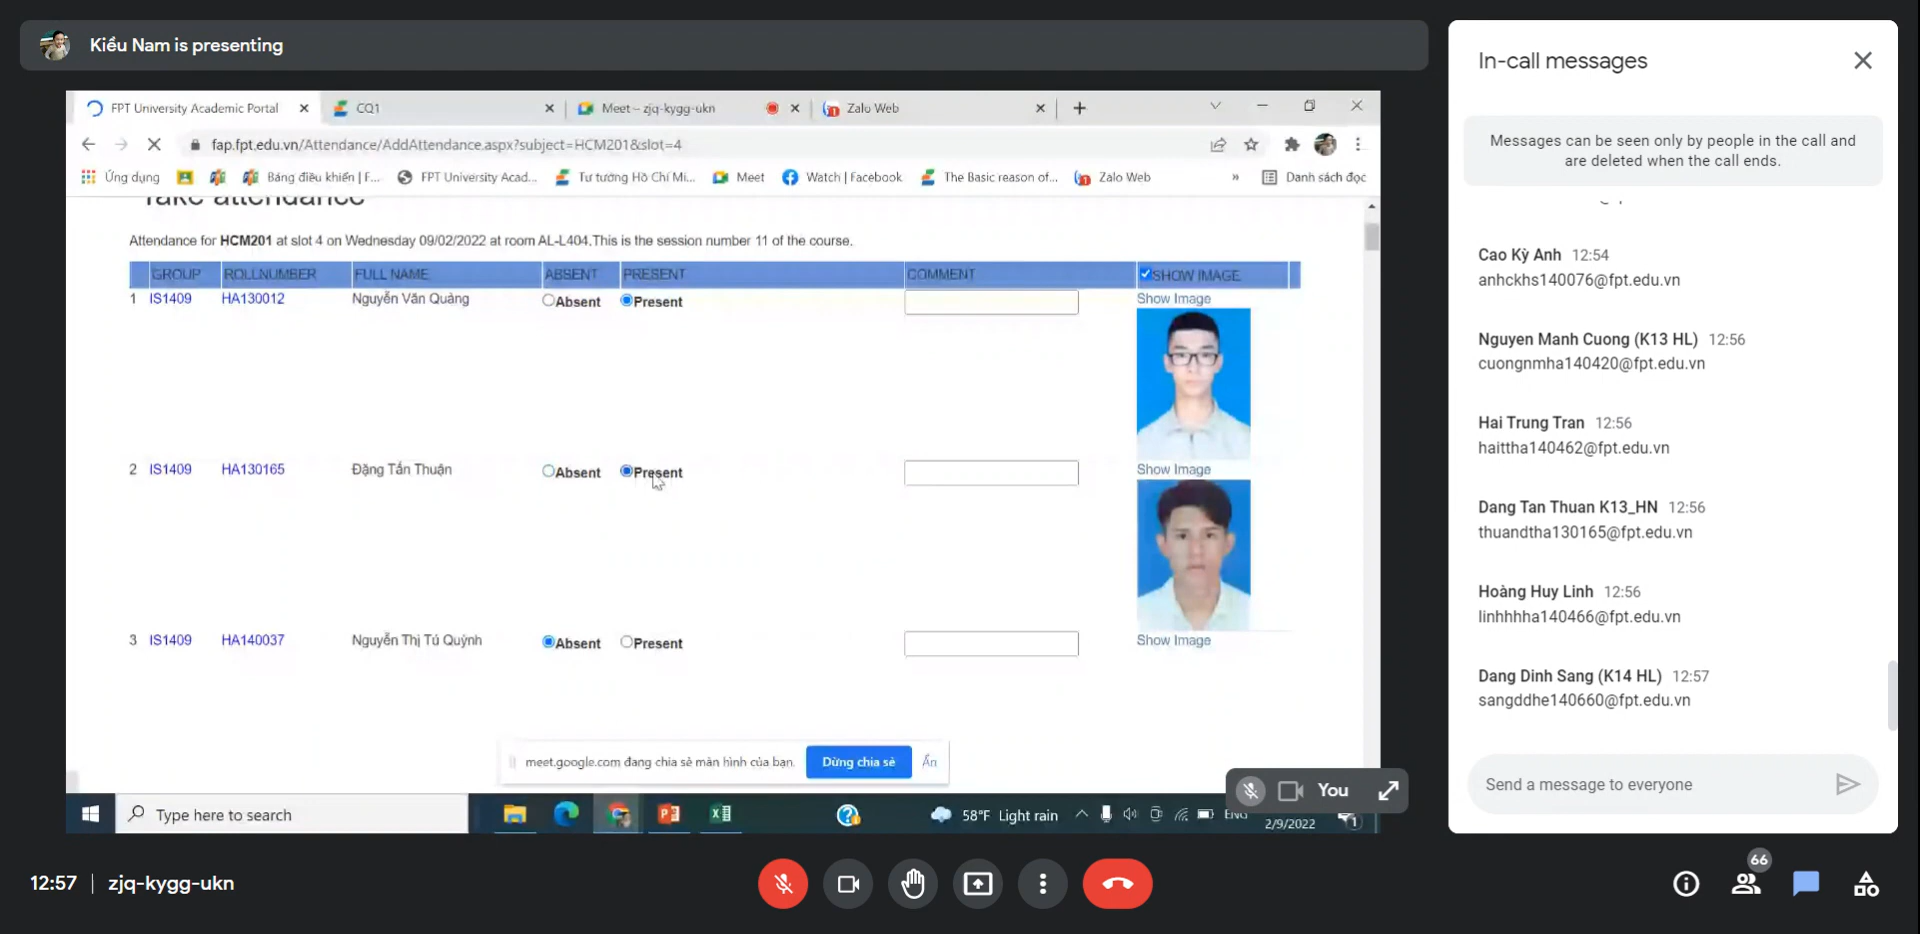 Kiều Nam is presenting
FPT University Academic Portal
CQ1
Meet – zjq-kygg-ukn
Zalo Web
fap.fpt.edu.vn/Attendance/AddAttendance.aspx?subject=HCM201&slot=4
Ứng dụng
Bảng điều khiển | F...
FPT University Acad...
Tư tưởng Hồ Chí Mi...
Meet
Watch | Facebook
The Basic reason of...
Zalo Web
»
Danh sách đọc
Take attendance
Attendance for HCM201 at slot 4 on Wednesday 09/02/2022 at room AL-L404.This is the session number 11 of the course.
GROUP ROLLNUMBER FULL NAME ABSENT PRESENT COMMENT SHOW IMAGE
1 IS1409 HA130012 Nguyễn Văn Quảng Absent Present Show Image
2 IS1409 HA130165 Đặng Tấn Thuận Absent Present Show Image
3 IS1409 HA140037 Nguyễn Thị Tú Quỳnh Absent Present Show Image
meet.google.com đang chia sẻ màn hình của bạn. Dừng chia sẻ Ẩn
You
Type here to search
58°F Light rain
ENG
2/9/2022
1
12:57 | zjq-kygg-ukn
In-call messages
Messages can be seen only by people in the call and
are deleted when the call ends.
Cao Kỳ Anh 12:54
anhckhs140076@fpt.edu.vn
Nguyen Manh Cuong (K13 HL) 12:56
cuongnmha140420@fpt.edu.vn
Hai Trung Tran 12:56
haittha140462@fpt.edu.vn
Dang Tan Thuan K13_HN 12:56
thuandtha130165@fpt.edu.vn
Hoàng Huy Linh 12:56
linhhha140466@fpt.edu.vn
Dang Dinh Sang (K14 HL) 12:57
sangddhe140660@fpt.edu.vn
Send a message to everyone
66